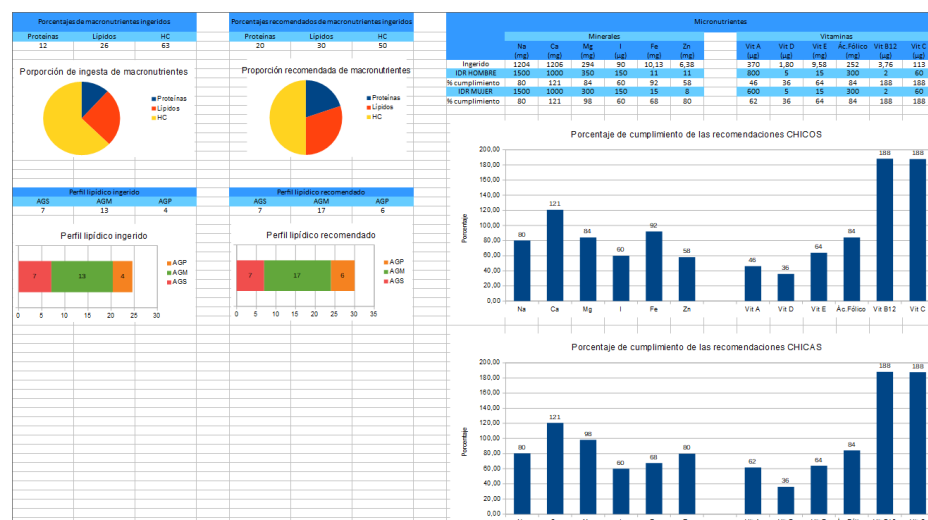 Porcentajes de macronutrientes ingeridos
Proteínas Lípidos HC
12 26 63
Porporción de ingesta de macronutrientes
Proteínas
Lípidos
HC
Porcentajes recomendados de macronutrientes ingeridos
Proteínas Lípidos HC
20 30 50
Proporción recomendada de macronutrientes
Proteínas
Lípidos
HC
Perfil lipídico ingerido
AGS AGM AGP
7 13 4
Perfil lipídico ingerido
7 13 4
AGP
AGM
AGS
0 5 10 15 20 25 30
Perfil lipídico recomendado
AGS AGM AGP
7 17 6
Perfil lipídico recomendado
7 17 6
AGP
AGM
AGS
0 5 10 15 20 25 30 35
Micronutrientes
Minerales Vitaminas
Na Ca Mg I Fe Zn Vit A Vit D Vit E Ác.Fólico Vit B12 Vit C
(mg) (mg) (mg) (µg) (mg) (mg) (µg) (µg) (mg) (µg) (µg) (mg)
Ingerido 1204 1206 294 90 10,13 6,38 370 1,80 9,58 252 3,76 113
IDR HOMBRE 1500 1000 350 150 11 11 800 5 15 300 2 60
% cumplimiento 80 121 84 60 92 58 46 36 64 84 188 188
IDR MUJER 1500 1000 300 150 15 8 600 5 15 300 2 60
% cumplimiento 80 121 98 60 68 80 62 36 64 84 188 188
Porcentaje de cumplimiento de las recomendaciones CHICOS
Porcentaje
200,00
180,00
160,00
140,00
120,00
100,00
80,00
60,00
40,00
20,00
0,00
80 121 84 60 92 58 46 36 64 84 188 188
Na Ca Mg I Fe Zn Vit A Vit D Vit E Ác.Fólico Vit B12 Vit C
Porcentaje de cumplimiento de las recomendaciones CHICAS
Porcentaje
200,00
180,00
160,00
140,00
120,00
100,00
80,00
60,00
40,00
20,00
0,00
80 121 98 60 68 80 62 36 64 84 188 188